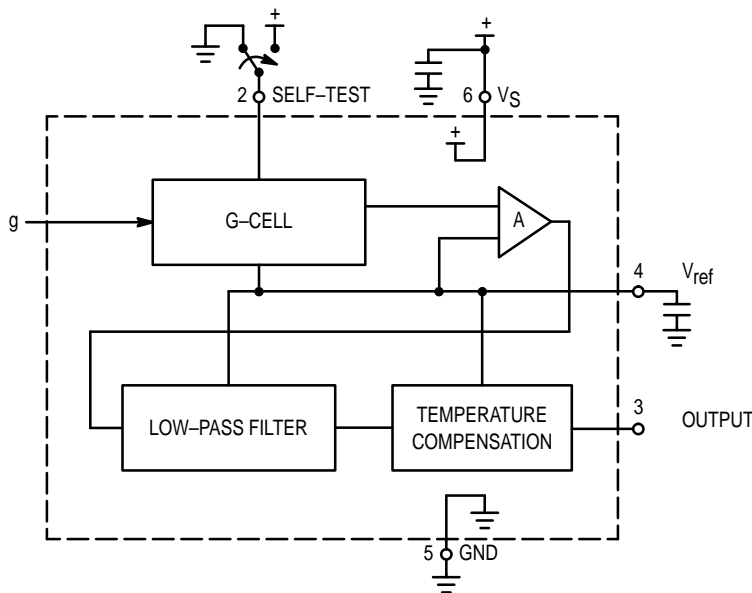 +
+
2 SELF–TEST
6 VS
+
g
G–CELL
A
4 Vref
LOW–PASS FILTER
TEMPERATURE
COMPENSATION
3 OUTPUT
5 GND